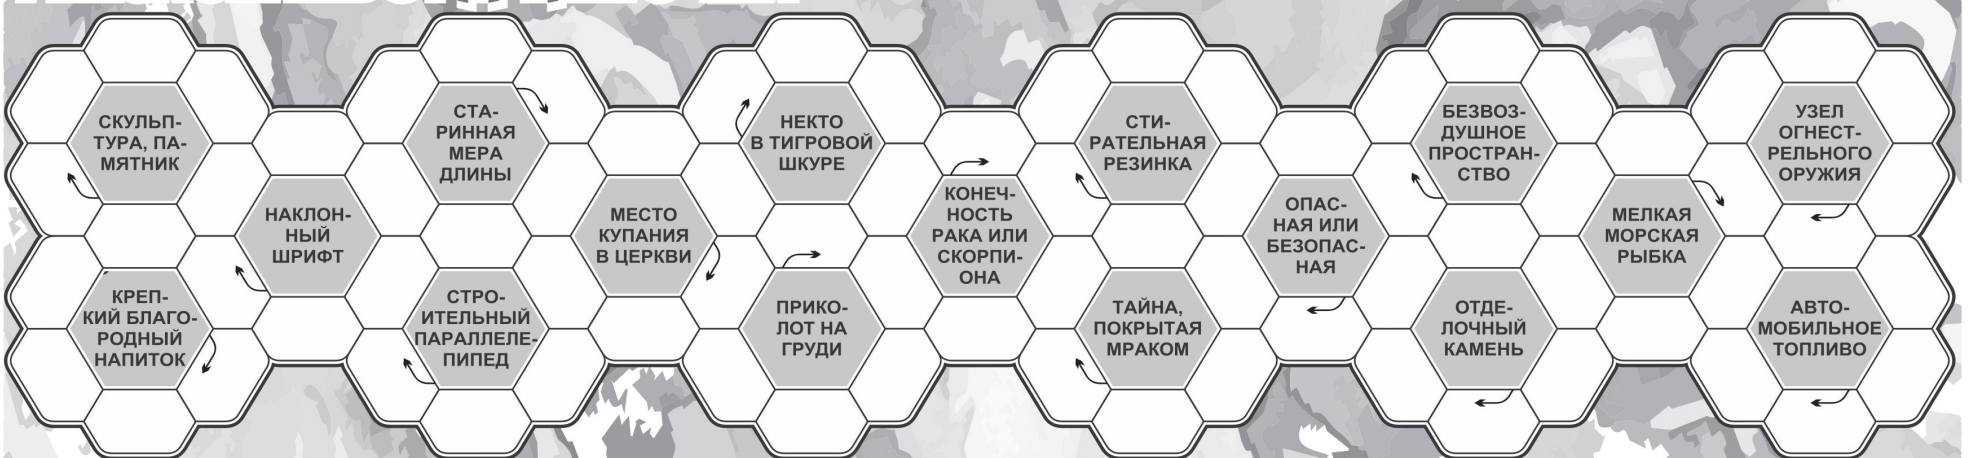 СКУЛЬП-
ТУРА, ПА-
МЯТНИК
КРЕП-
КИЙ БЛАГО-
РОДНЫЙ
НАПИТОК
НАКЛОН-
НЫЙ
ШРИФТ
СТА-
РИННАЯ
МЕРА
ДЛИНЫ
СТРО-
ИТЕЛЬНЫЙ
ПАРАЛЛЕЛЕ-
ПИПЕД
МЕСТО
КУПАНИЯ
В ЦЕРКВИ
НЕКТО
В ТИГРОВОЙ
ШКУРЕ
ПРИКО-
ЛОТ НА
ГРУДИ
КОНЕЧ-
НОСТЬ
РАКА ИЛИ
СКОРПИ-
ОНА
СТИ-
РАТЕЛЬНАЯ
РЕЗИНКА
ТАЙНА,
ПОКРЫТАЯ
МРАКОМ
ОПАС-
НАЯ ИЛИ
БЕЗОПАС-
НАЯ
БЕЗВОЗ-
ДУШНОЕ
ПРОСТРАН-
СТВО
ОТДЕ-
ЛОЧНЫЙ
КАМЕНЬ
МЕЛКАЯ
МОРСКАЯ
РЫБКА
УЗЕЛ
ОГНЕСТ-
РЕЛЬНОГО
ОРУЖИЯ
АВТО-
МОБИЛЬНОЕ
ТОПЛИВО